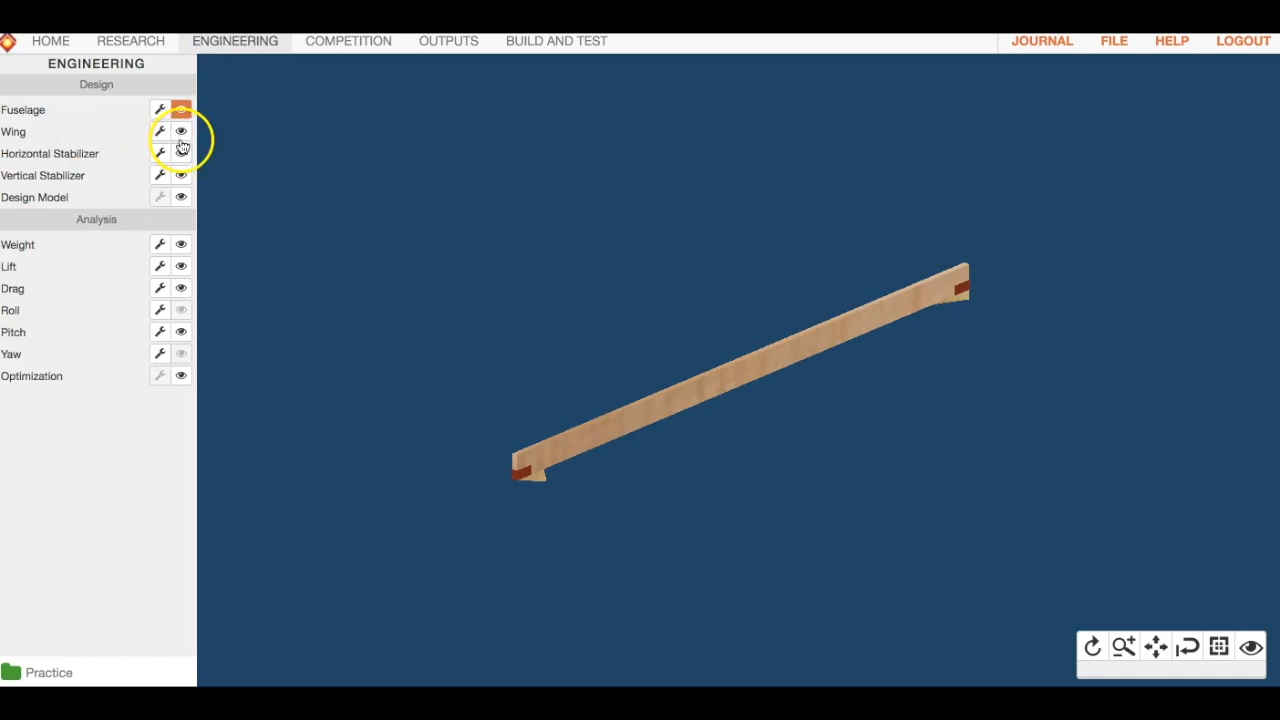 HOME RESEARCH ENGINEERING COMPETITION OUTPUTS BUILD AND TEST JOURNAL FILE HELP LOGOUT
ENGINEERING
Design
Fuselage
Wing
Horizontal Stabilizer
Vertical Stabilizer
Design Model
Analysis
Weight
Lift
Drag
Roll
Pitch
Yaw
Optimization
Practice